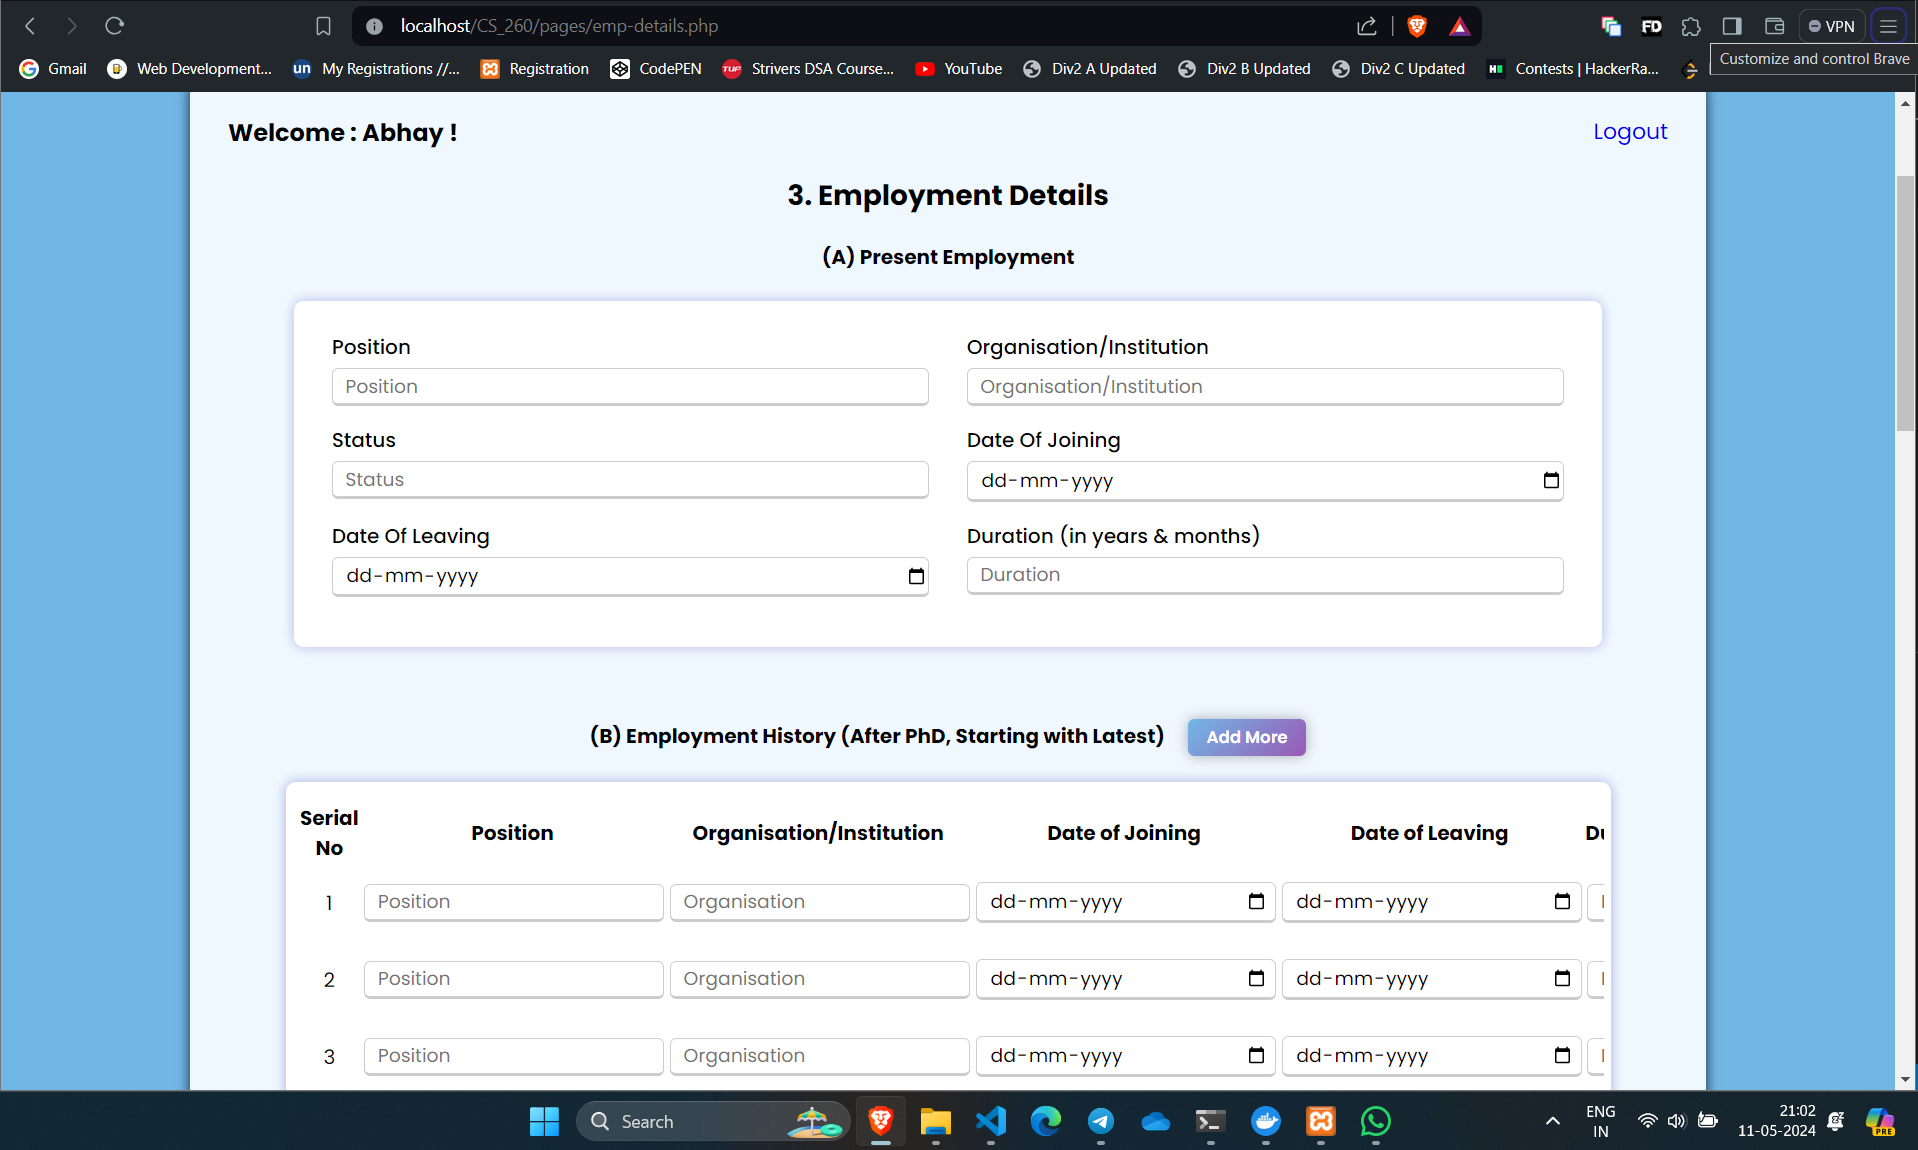 localhost/CS_260/pages/emp-details.php
FD
VPN
Gmail
Web Development...
un
My Registrations //...
Registration
CodePEN
TUF
Strivers DSA Course...
YouTube
Div2 A Updated
Div2 B Updated
Div2 C Updated
H
Contests | HackerRa...
Customize and control Brave
Welcome : Abhay !
Logout
3. Employment Details
(A) Present Employment
Position
Organisation/Institution
Position
Organisation/Institution
Status
Date Of Joining
Status
dd-mm-yyyy
Date Of Leaving
Duration (in years & months)
dd-mm-yyyy
Duration
(B) Employment History (After PhD, Starting with Latest)
Add More
Serial No
Position
Organisation/Institution
Date of Joining
Date of Leaving
1
Position
Organisation
dd-mm-yyyy
dd-mm-yyyy
2
Position
Organisation
dd-mm-yyyy
dd-mm-yyyy
3
Position
Organisation
dd-mm-yyyy
dd-mm-yyyy
Search
ENG
IN
21:02
11-05-2024
PRE